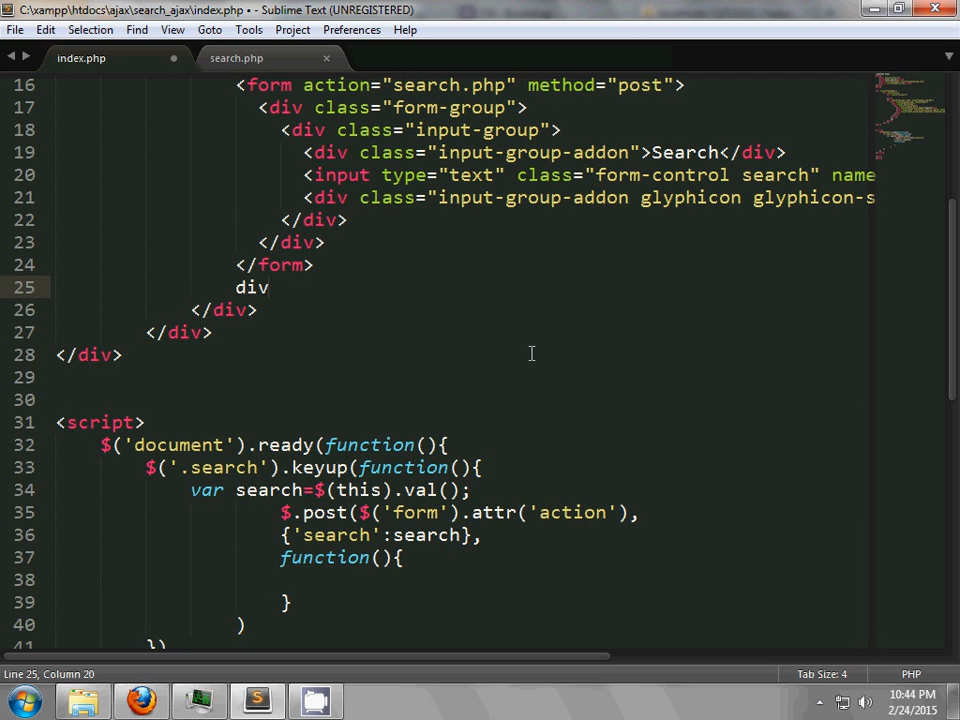 C:\xampp\htdocs\ajax\search_ajax\index.php • - Sublime Text (UNREGISTERED)
File Edit Selection Find View Goto Tools Project Preferences Help
index.php search.php
16 <form action="search.php" method="post">
17 <div class="form-group">
18 <div class="input-group">
19 <div class="input-group-addon">Search</div>
20 <input type="text" class="form-control search" name
21 <div class="input-group-addon glyphicon glyphicon-s
22 </div>
23 </div>
24 </form>
25 div
26 </div>
27 </div>
28 </div>
29
30
31 <script>
32 $('document').ready(function(){
33 $('.search').keyup(function(){
34 var search=$(this).val();
35 $.post($('form').attr('action'),
36 {'search':search},
37 function(){
38
39 }
40 )
41 })
Line 25, Column 20 Tab Size: 4 PHP
10:44 PM
2/24/2015